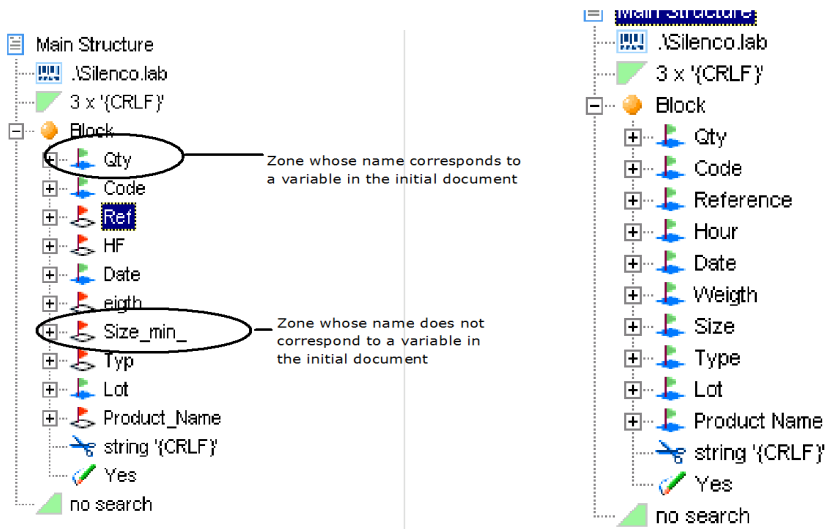 Main Structure
.\Silenco.lab
3 x '{CRLF}'
Block
Qty
Code
Ref
HF
Date
eigth
Size_min_
Typ
Lot
Product_Name
string '{CRLF}'
Yes
no search
Zone whose name corresponds to
a variable in the initial document
Zone whose name does not
correspond to a variable in
the initial document
Main Structure
.\Silenco.lab
3 x '{CRLF}'
Block
Qty
Code
Reference
Hour
Date
Weigth
Size
Type
Lot
Product Name
string '{CRLF}'
Yes
no search